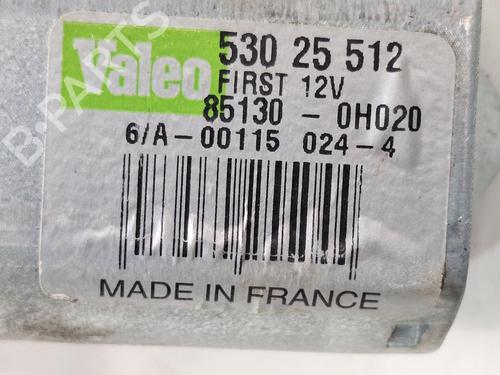 Valeo 530 25 512
FIRST 12V
85130 - 0H020
6/A-00115 024-4
MADE IN FRANCE
B-PARTS